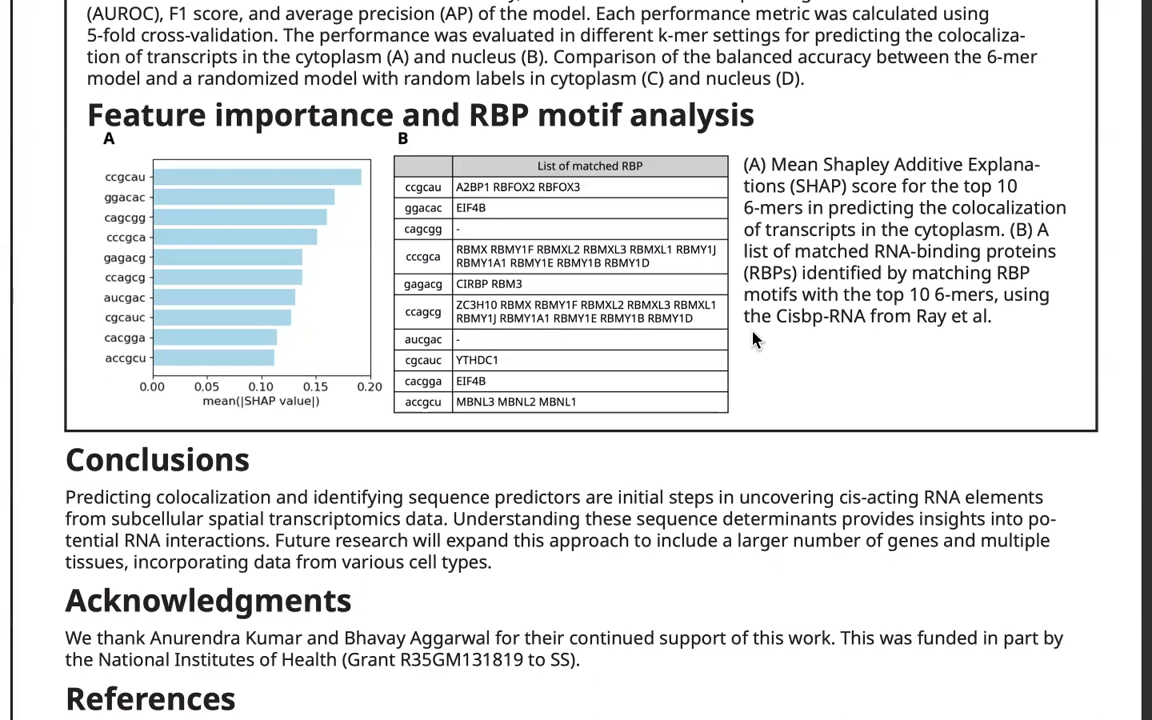 (AUROC), F1 score, and average precision (AP) of the model. Each performance metric was calculated using
5-fold cross-validation. The performance was evaluated in different k-mer settings for predicting the colocaliza-
tion of transcripts in the cytoplasm (A) and nucleus (B). Comparison of the balanced accuracy between the 6-mer
model and a randomized model with random labels in cytoplasm (C) and nucleus (D).
Feature importance and RBP motif analysis
A
ccgcau
ggacac
cagcgg
cccgca
gagacg
ccagcg
aucgac
cgcauc
cacgga
accgcu
0.00 0.05 0.10 0.15 0.20
mean(|SHAP value|)
B
List of matched RBP
ccgcau A2BP1 RBFOX2 RBFOX3
ggacac EIF4B
cagcgg -
cccgca RBMX RBMY1F RBMXL2 RBMXL3 RBMXL1 RBMY1J
RBMY1A1 RBMY1E RBMY1B RBMY1D
gagacg CIRBP RBM3
ccagcg ZC3H10 RBMX RBMY1F RBMXL2 RBMXL3 RBMXL1
RBMY1J RBMY1A1 RBMY1E RBMY1B RBMY1D
aucgac -
cgcauc YTHDC1
cacgga EIF4B
accgcu MBNL3 MBNL2 MBNL1
(A) Mean Shapley Additive Explana-
tions (SHAP) score for the top 10
6-mers in predicting the colocalization
of transcripts in the cytoplasm. (B) A
list of matched RNA-binding proteins
(RBPs) identified by matching RBP
motifs with the top 10 6-mers, using
the Cisbp-RNA from Ray et al.
Conclusions
Predicting colocalization and identifying sequence predictors are initial steps in uncovering cis-acting RNA elements
from subcellular spatial transcriptomics data. Understanding these sequence determinants provides insights into po-
tential RNA interactions. Future research will expand this approach to include a larger number of genes and multiple
tissues, incorporating data from various cell types.
Acknowledgments
We thank Anurendra Kumar and Bhavay Aggarwal for their continued support of this work. This was funded in part by
the National Institutes of Health (Grant R35GM131819 to SS).
References